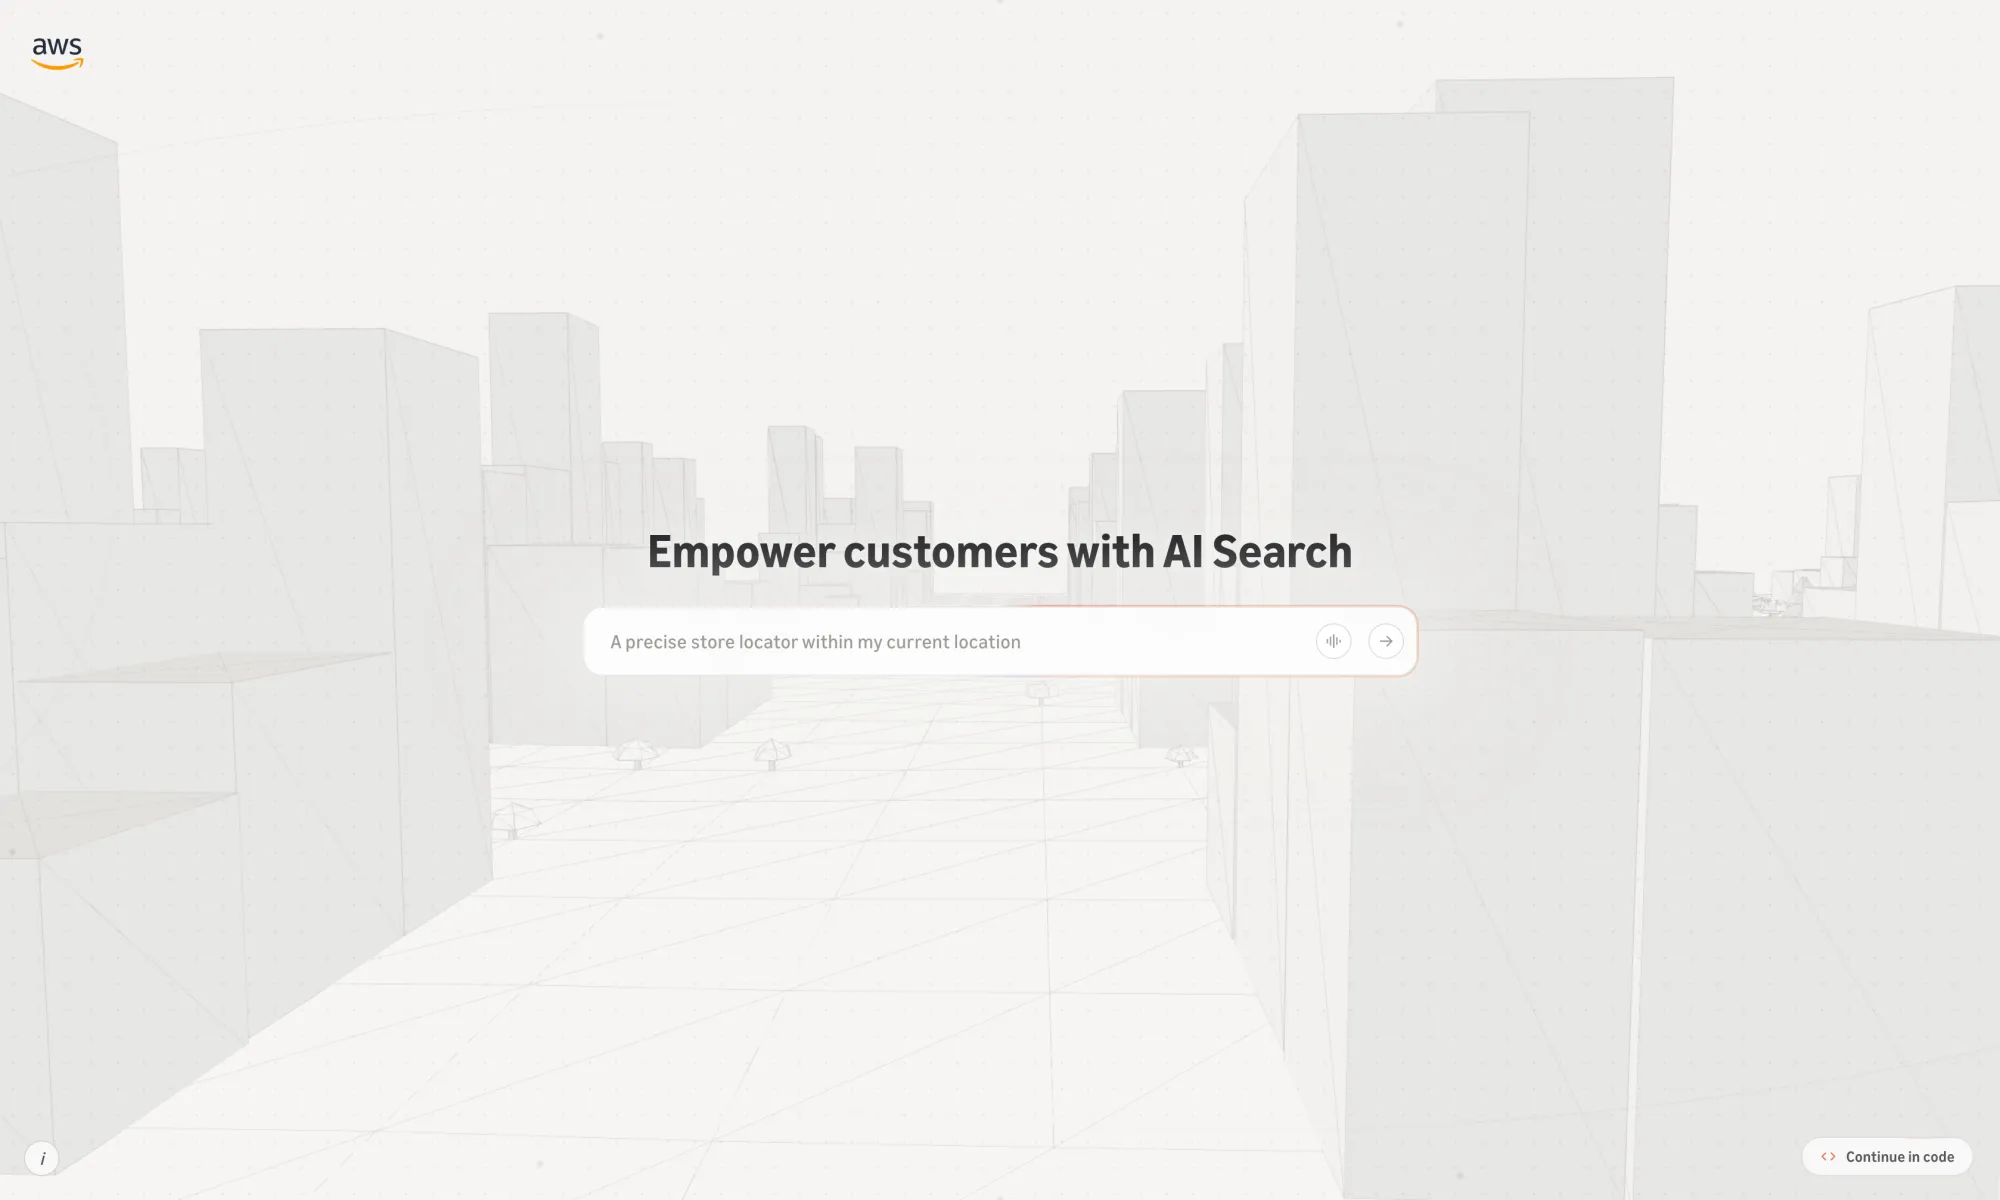 aws
Empower customers with AI Search
A precise store locator within my current location
i
Continue in code